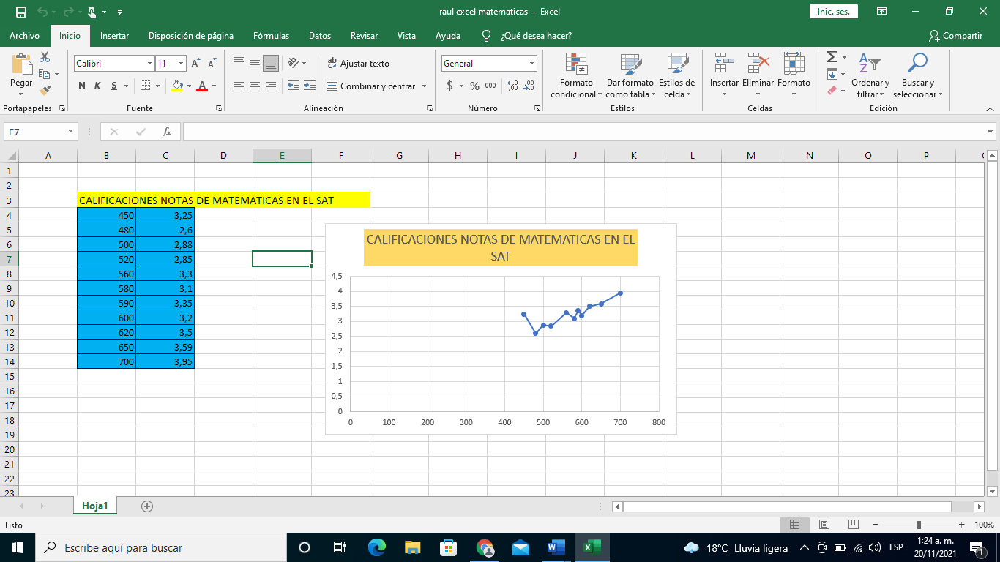 raul excel matematicas - Excel
Inic. ses.
Archivo Inicio Insertar Disposición de página Fórmulas Datos Revisar Vista Ayuda ¿Qué desea hacer? Compartir
Pegar
Portapapeles
Calibri 11
N K S A A A
Fuente
ab Ajustar texto
Combinar y centrar
Alineación
General
$ % 000
Número
Formato condicional
Dar formato como tabla
Estilos de celda
Estilos
Insertar Eliminar Formato
Celdas
Ordenar y filtrar
Buscar y seleccionar
Edición
E7 fx
A B C D E F G H I J K L M N O P
1
2
3 CALIFICACIONES NOTAS DE MATEMATICAS EN EL SAT
4 450 3,25
5 480 2,6
6 500 2,88
7 520 2,85
8 560 3,3
9 580 3,1
10 590 3,35
11 600 3,2
12 620 3,5
13 650 3,59
14 700 3,95
15
16
17
18
19
20
21
22
23
CALIFICACIONES NOTAS DE MATEMATICAS EN EL
SAT
4,5
4
3,5
3
2,5
2
1,5
1
0,5
0
0 100 200 300 400 500 600 700 800
Hoja1
Listo 100%
Escribe aquí para buscar
18°C Lluvia ligera ESP
1:24 a. m.
20/11/2021
1